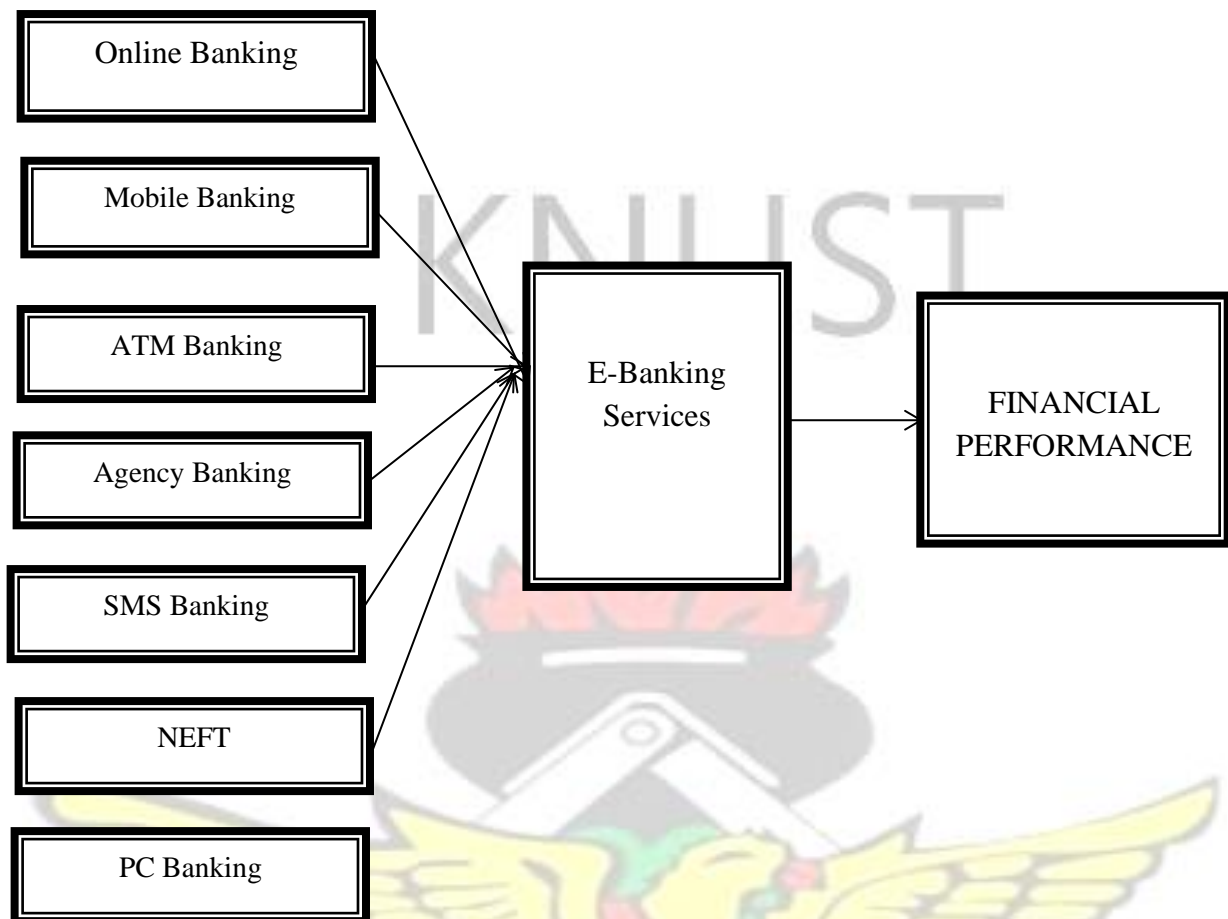 Online Banking
Mobile Banking
KNUST
ATM Banking
E-Banking
Services
FINANCIAL
PERFORMANCE
Agency Banking
SMS Banking
NEFT
PC Banking